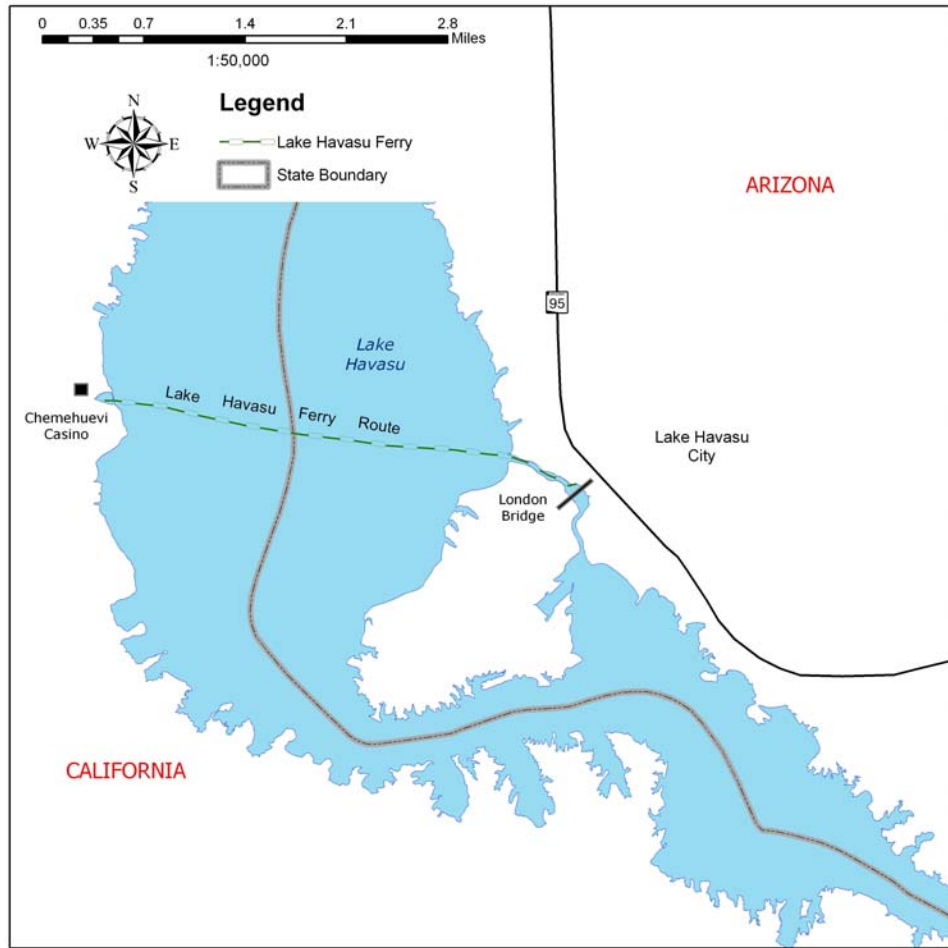 0 0.35 0.7 1.4 2.1 2.8
Miles
1:50,000
N
W E
S
Legend
Lake Havasu Ferry
State Boundary
ARIZONA
95
Lake
Havasu
Lake Havasu Ferry Route
Chemehuevi
Casino
Lake Havasu
City
London
Bridge
CALIFORNIA